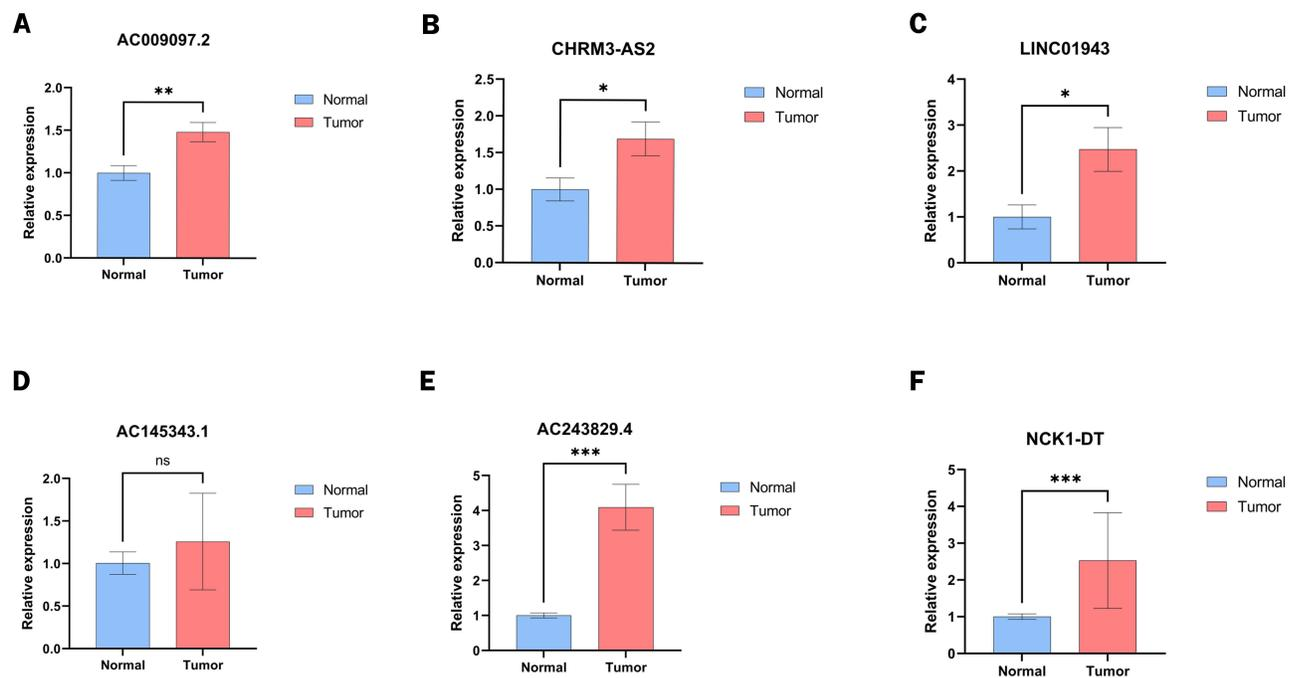 A
AC009097.2
**
Relative expression
2.0
1.5
1.0
0.5
0.0
Normal
Tumor
Normal
Tumor
B
CHRM3-AS2
*
Relative expression
2.5
2.0
1.5
1.0
0.5
0.0
Normal
Tumor
Normal
Tumor
C
LINC01943
*
Relative expression
4
3
2
1
0
Normal
Tumor
Normal
Tumor
D
AC145343.1
ns
Relative expression
2.0
1.5
1.0
0.5
0.0
Normal
Tumor
Normal
Tumor
E
AC243829.4
***
Relative expression
5
4
3
2
1
0
Normal
Tumor
Normal
Tumor
F
NCK1-DT
***
Relative expression
5
4
3
2
1
0
Normal
Tumor
Normal
Tumor